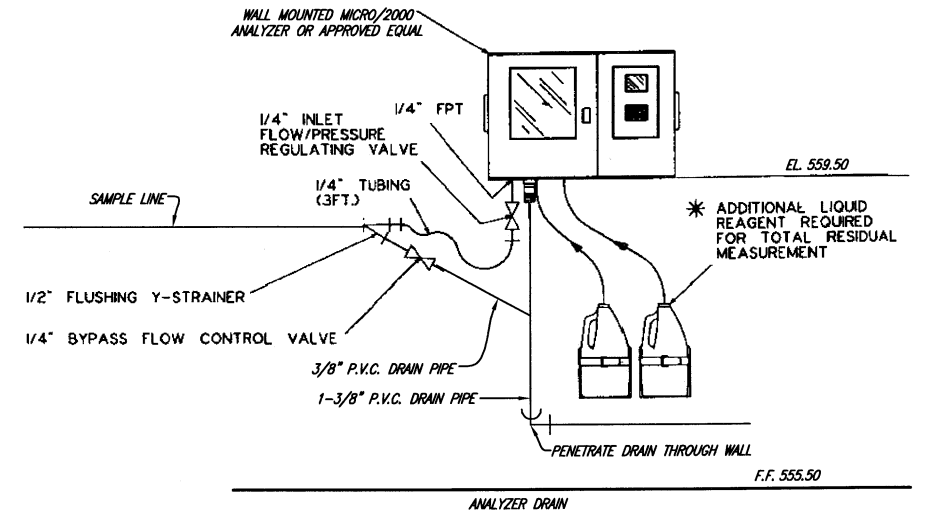 WALL MOUNTED MICRO/2000
ANALYZER OR APPROVED EQUAL
1/4" INLET
FLOW/PRESSURE
REGULATING VALVE
1/4" FPT
EL. 559.50
1/4" TUBING
(3FT.)
SAMPLE LINE
✳ ADDITIONAL LIQUID
REAGENT REQUIRED
FOR TOTAL RESIDUAL
MEASUREMENT
1/2" FLUSHING Y-STRAINER
1/4" BYPASS FLOW CONTROL VALVE
3/8" P.V.C. DRAIN PIPE
1-3/8" P.V.C. DRAIN PIPE
PENETRATE DRAIN THROUGH WALL
F.F. 555.50
ANALYZER DRAIN